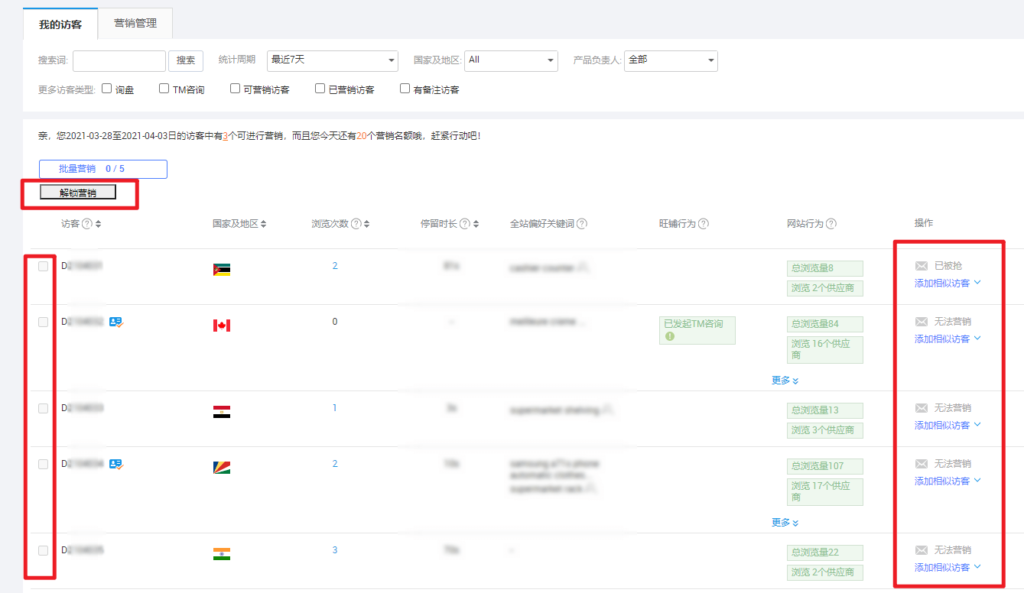 我的访客 营销管理
搜索词: 搜索 统计周期 最近7天 国家及地区: All 产品负责人: 全部
更多访客类型: 询盘 TM咨询 可营销访客 已营销访客 有备注访客
亲，您2021-03-28至2021-04-03日的访客中有3个可进行营销，而且您今天还有20个营销名额哦，赶紧行动吧!
批量营销 0 / 5
解锁营销
访客 国家及地区 浏览次数 停留时长 全站偏好关键词 旺铺行为 网站行为 操作
2 总浏览量8 已被抢
浏览 2个供应商 添加相似访客
0 已发起TM咨询 总浏览量84 无法营销
浏览 16个供应商 添加相似访客
更多
1 supermarket shelving 总浏览量13 无法营销
浏览 3个供应商 添加相似访客
2 总浏览量107 无法营销
浏览 17个供应商 添加相似访客
更多
3 - 总浏览量22 无法营销
浏览 2个供应商 添加相似访客